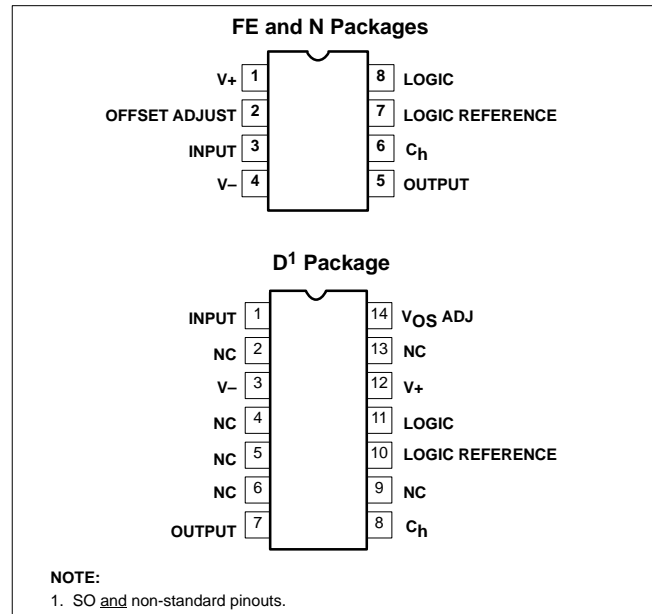 FE and N Packages
V+ 1 8 LOGIC
OFFSET ADJUST 2 7 LOGIC REFERENCE
INPUT 3 6 Ch
V– 4 5 OUTPUT
D1 Package
INPUT 1 14 VOS ADJ
NC 2 13 NC
V– 3 12 V+
NC 4 11 LOGIC
NC 5 10 LOGIC REFERENCE
NC 6 9 NC
OUTPUT 7 8 Ch
NOTE:
1. SO and non-standard pinouts.